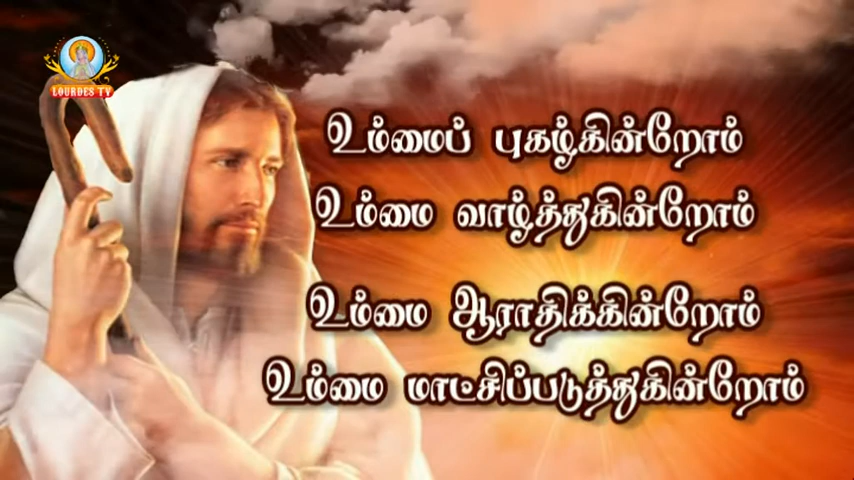 LOURDES TV
உம்மைப் புகழ்கின்றோம்
உம்மை வாழ்த்துகின்றோம்
உம்மை ஆராதிக்கின்றோம்
உம்மை மாட்சிப்படுத்துகின்றோம்